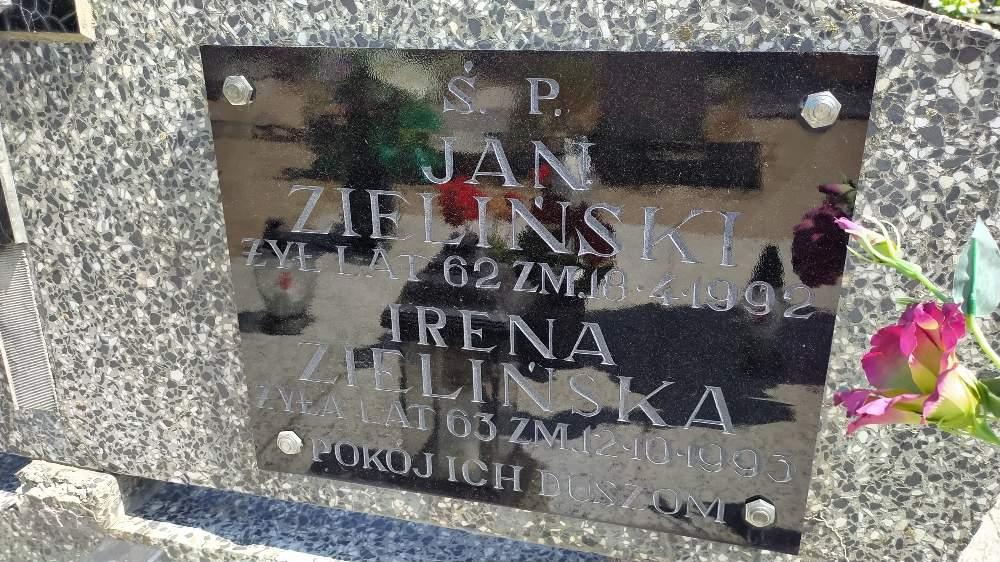 Ś. P.
JAN
ZIELIŃSKI
ŻYŁ LAT 62 ZM. 18·4·1992
IRENA
ZIELIŃSKA
ŻYŁA LAT 63 ZM. 12·10·1993
POKOJ ICH DUSZOM